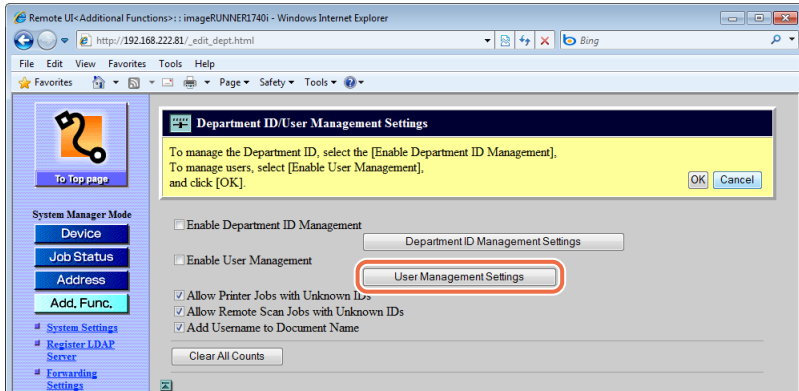 Remote UI<Additional Functions>: : imageRUNNER1740i - Windows Internet Explorer
http://192.168.222.81/_edit_dept.html
Bing
File Edit View Favorites Tools Help
Favorites Page Safety Tools
To Top page
Department ID/User Management Settings
To manage the Department ID, select the [Enable Department ID Management],
To manage users, select [Enable User Management],
and click [OK].
OK Cancel
System Manager Mode
Device
Job Status
Address
Add. Func.
System Settings
Register LDAP
Server
Forwarding
Settings
Enable Department ID Management
Department ID Management Settings
Enable User Management
User Management Settings
Allow Printer Jobs with Unknown IDs
Allow Remote Scan Jobs with Unknown IDs
Add Username to Document Name
Clear All Counts